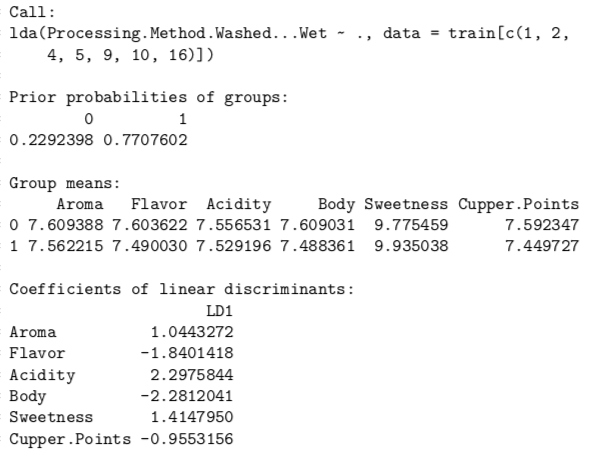 Call:
lda(Processing.Method.Washed...Wet ~ ., data = train[c(1, 2,
    4, 5, 9, 10, 16)])
Prior probabilities of groups:
        0         1
0.2292398 0.7707602
Group means:
     Aroma   Flavor  Acidity     Body Sweetness Cupper.Points
0 7.609388 7.603622 7.556531 7.609031  9.775459      7.592347
1 7.562215 7.490030 7.529196 7.488361  9.935038      7.449727
Coefficients of linear discriminants:
                     LD1
Aroma          1.0443272
Flavor        -1.8401418
Acidity        2.2975844
Body          -2.2812041
Sweetness      1.4147950
Cupper.Points -0.9553156